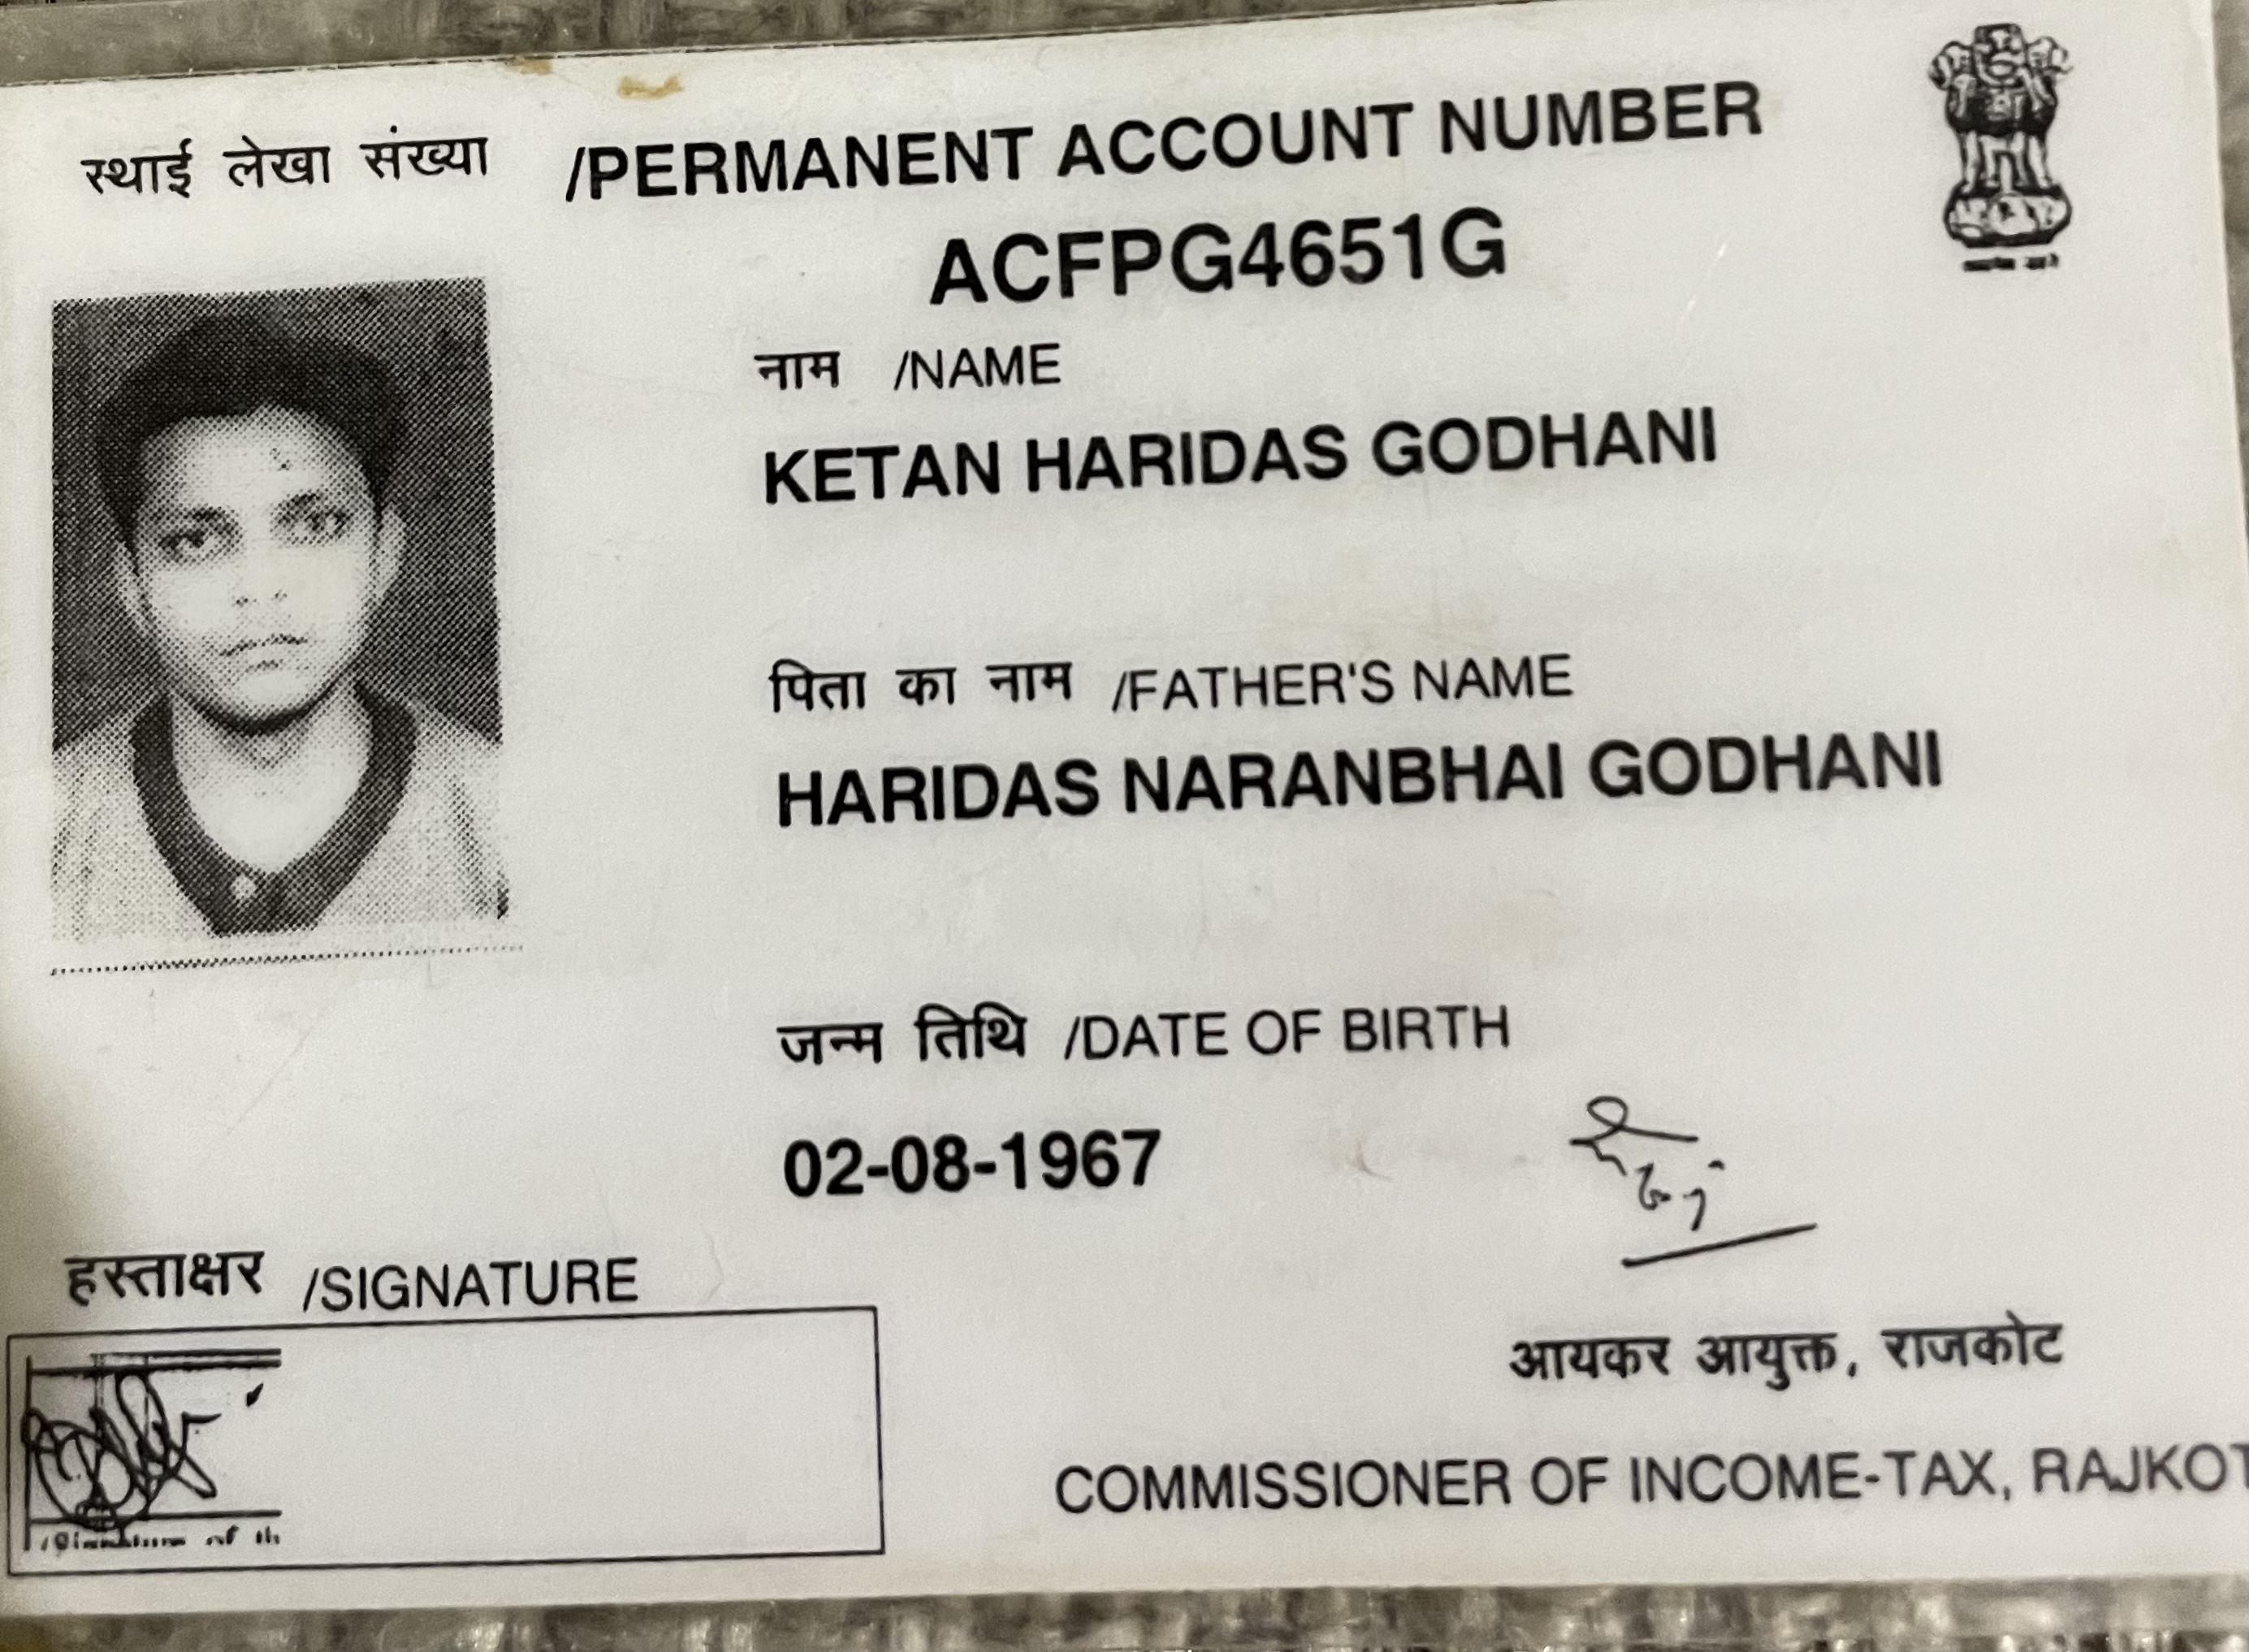 स्थाई लेखा संख्या /PERMANENT ACCOUNT NUMBER
ACFPG4651G
नाम /NAME
KETAN HARIDAS GODHANI
पिता का नाम /FATHER'S NAME
HARIDAS NARANBHAI GODHANI
जन्म तिथि /DATE OF BIRTH
02-08-1967
हस्ताक्षर /SIGNATURE
आयकर आयुक्त, राजकोट
COMMISSIONER OF INCOME-TAX, RAJKOT